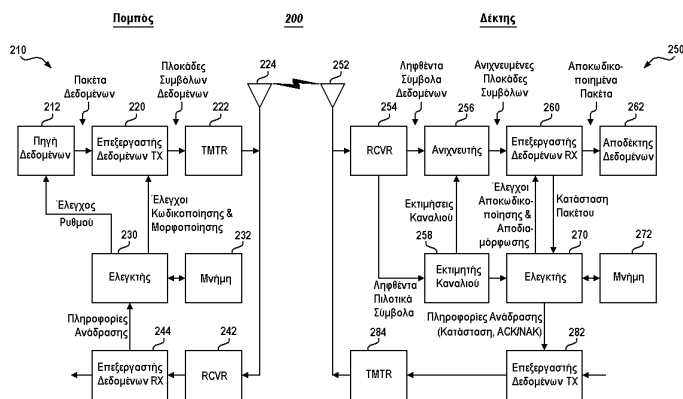 Πομπός
200
Δέκτης
210
250
Πακέτα
Δεδομένων
Πλοκάδες
Συμβόλων
Δεδομένων
224
252
Ληφθέντα
Σύμβολα
Δεδομένων
Ανιχνευμένες
Πλοκάδες
Συμβόλων
Αποκωδικο-
ποιημένα
Πακέτα
212
220
222
254
256
260
262
Πηγή
Δεδομένων
Επεξεργαστής
Δεδομένων TX
TMTR
RCVR
Ανιχνευτής
Επεξεργαστής
Δεδομένων RX
Αποδέκτης
Δεδομένων
Έλεγχος
Ρυθμού
Έλεγχοι
Κωδικοποίησης &
Μορφοποίησης
Εκτιμήσεις
Καναλιού
Έλεγχοι
Αποκωδικο-
ποίησης &
Αποδια-
μόρφωσης
Κατάσταση
Πακέτου
230
232
258
270
272
Ελεγκτής
Μνήμη
Εκτιμητής
Καναλιού
Ελεγκτής
Μνήμη
Ληφθέντα
Πιλοτικά
Σύμβολα
Πληροφορίες
Ανάδρασης
Πληροφορίες Ανάδρασης
(Κατάσταση, ACK/NAK)
244
242
284
282
Επεξεργαστής
Δεδομένων RX
RCVR
TMTR
Επεξεργαστής
Δεδομένων TX